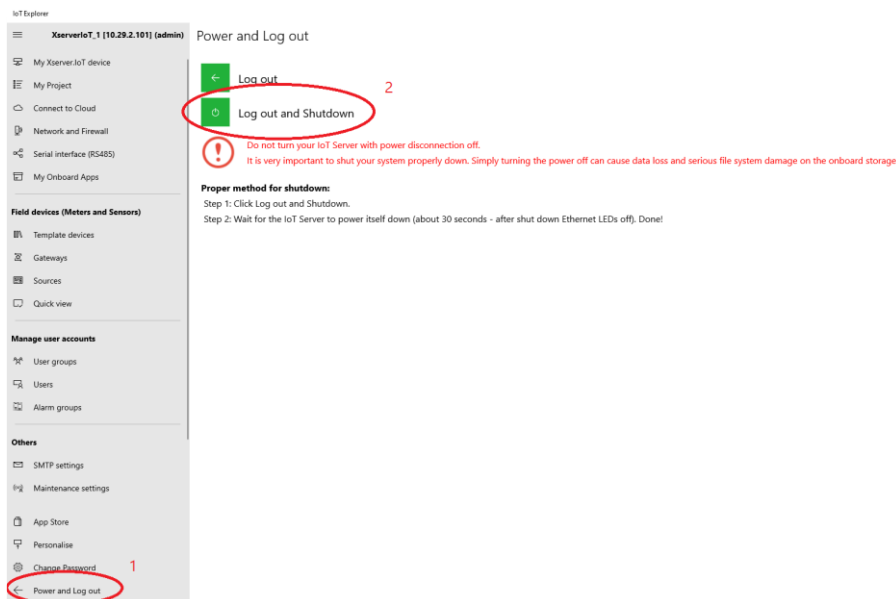 IoT Explorer
XserverIoT_1 [10.29.2.101] (admin)
My Xserver.IoT device
My Project
Connect to Cloud
Network and Firewall
Serial interface (RS485)
My Onboard Apps
Field devices (Meters and Sensors)
Template devices
Gateways
Sources
Quick view
Manage user accounts
User groups
Users
Alarm groups
Others
SMTP settings
Maintenance settings
App Store
Personalise
Change Password
1
Power and Log out
Power and Log out
Log out
2
Log out and Shutdown
Do not turn your IoT Server with power disconnection off.
It is very important to shut your system properly down. Simply turning the power off can cause data loss and serious file system damage on the onboard storage
Proper method for shutdown:
Step 1: Click Log out and Shutdown.
Step 2: Wait for the IoT Server to power itself down (about 30 seconds - after shut down Ethernet LEDs off). Done!